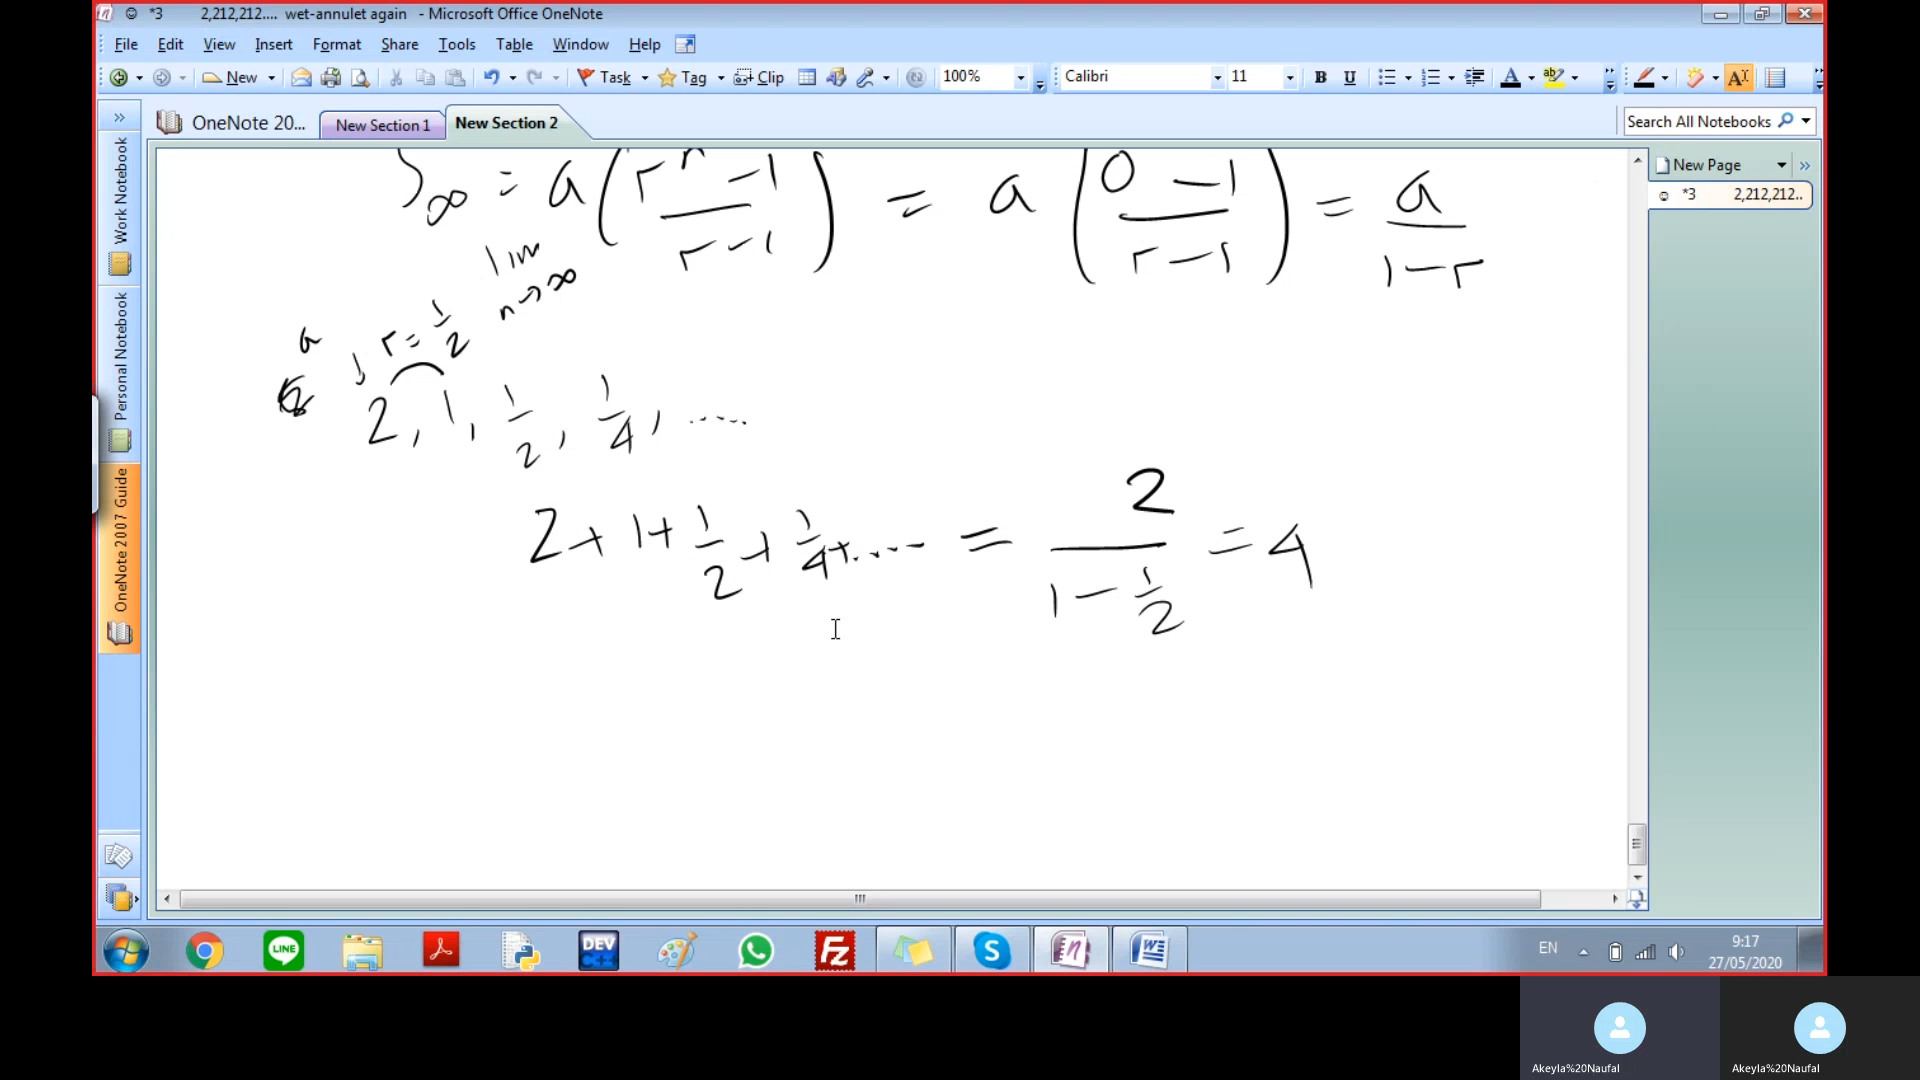 *3 2,212,212.... wet-annulet again - Microsoft Office OneNote
File Edit View Insert Format Share Tools Table Window Help
New Task Tag Clip 100% Calibri 11 B U
OneNote 20... New Section 1 New Section 2 Search All Notebooks
New Page
*3 2,212,212..
Work Notebook
Personal Notebook
OneNote 2007 Guide
S∞ = a(rⁿ-1/r-1) = a(0-1/r-1) = a/1-r
lim
n→∞
a , r = 1/2
2, 1, 1/2, 1/4, .....
2 + 1 + 1/2 + 1/4 + ..... = 2/1-1/2 = 4
LINE DEV C++ Fz S W
EN 9:17
27/05/2020
Akeyla%20Naufal Akeyla%20Naufal